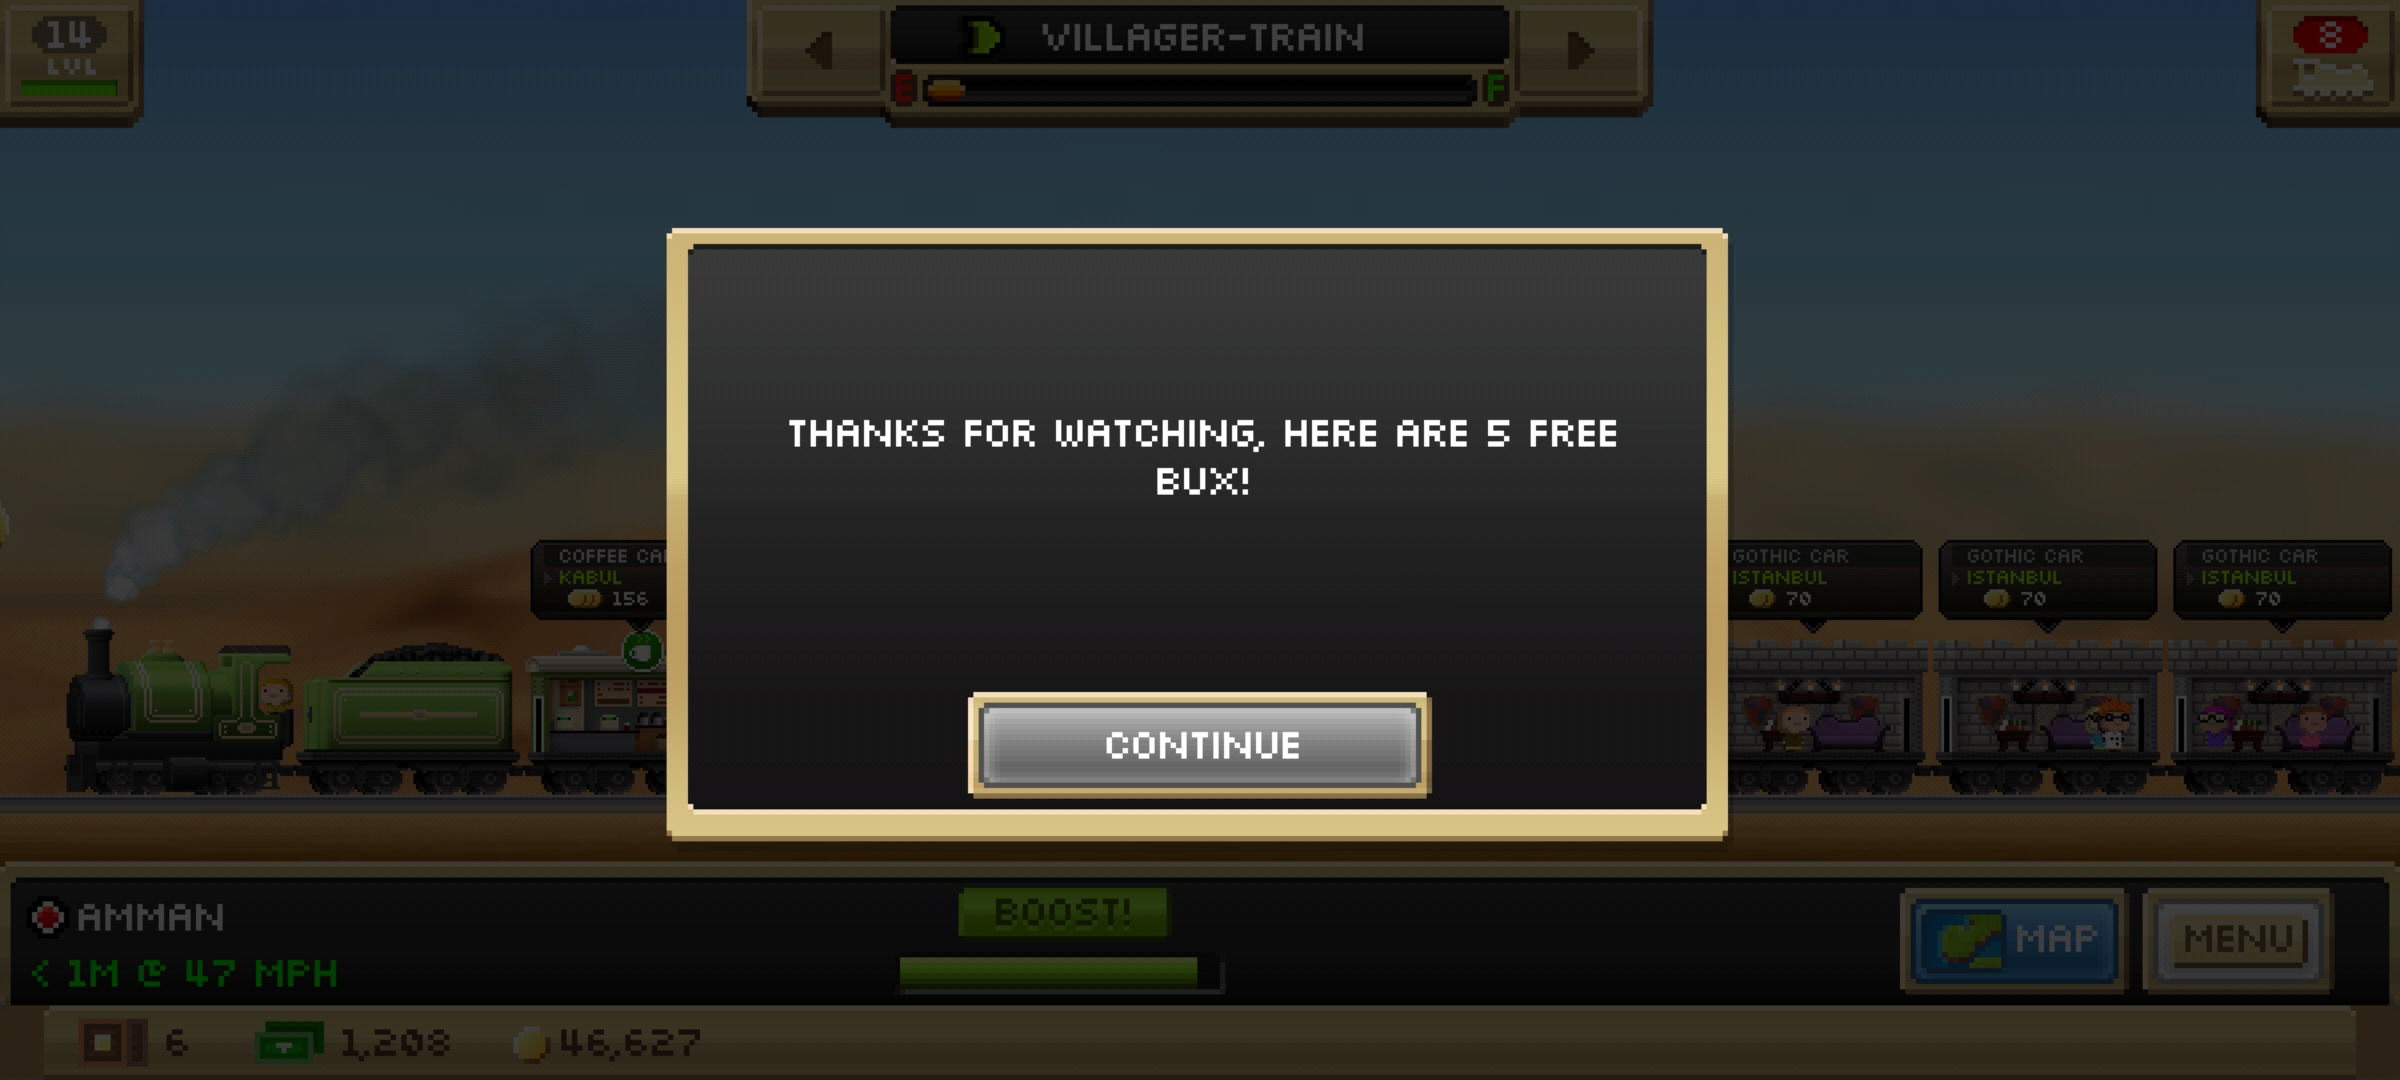 14
LVL
VILLAGER-TRAIN
E F
8
THANKS FOR WATCHING, HERE ARE 5 FREE
BUX!
CONTINUE
COFFEE CA
KABUL
156
GOTHIC CAR
ISTANBUL
70
GOTHIC CAR
ISTANBUL
70
GOTHIC CAR
ISTANBUL
70
AMMAN
< 1M @ 47 MPH
BOOST!
MAP
MENU
6
1,208
46,627